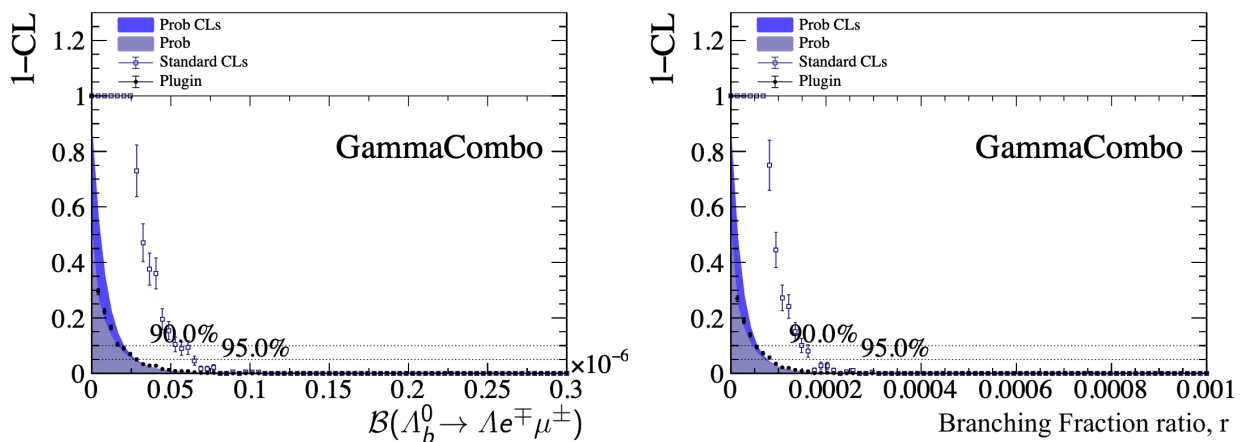 1–CL
Prob CLs
Prob
Standard CLs
Plugin
GammaCombo
1.2
1
0.8
0.6
0.4
0.2
0
90.0%
95.0%
0 0.05 0.1 0.15 0.2 0.25 0.3
×10⁻⁶
𝓑(Λ⁰_b → Λe^∓μ^±)
1–CL
Prob CLs
Prob
Standard CLs
Plugin
GammaCombo
1.2
1
0.8
0.6
0.4
0.2
0
90.0%
95.0%
0 0.0002 0.0004 0.0006 0.0008 0.001
Branching Fraction ratio, r